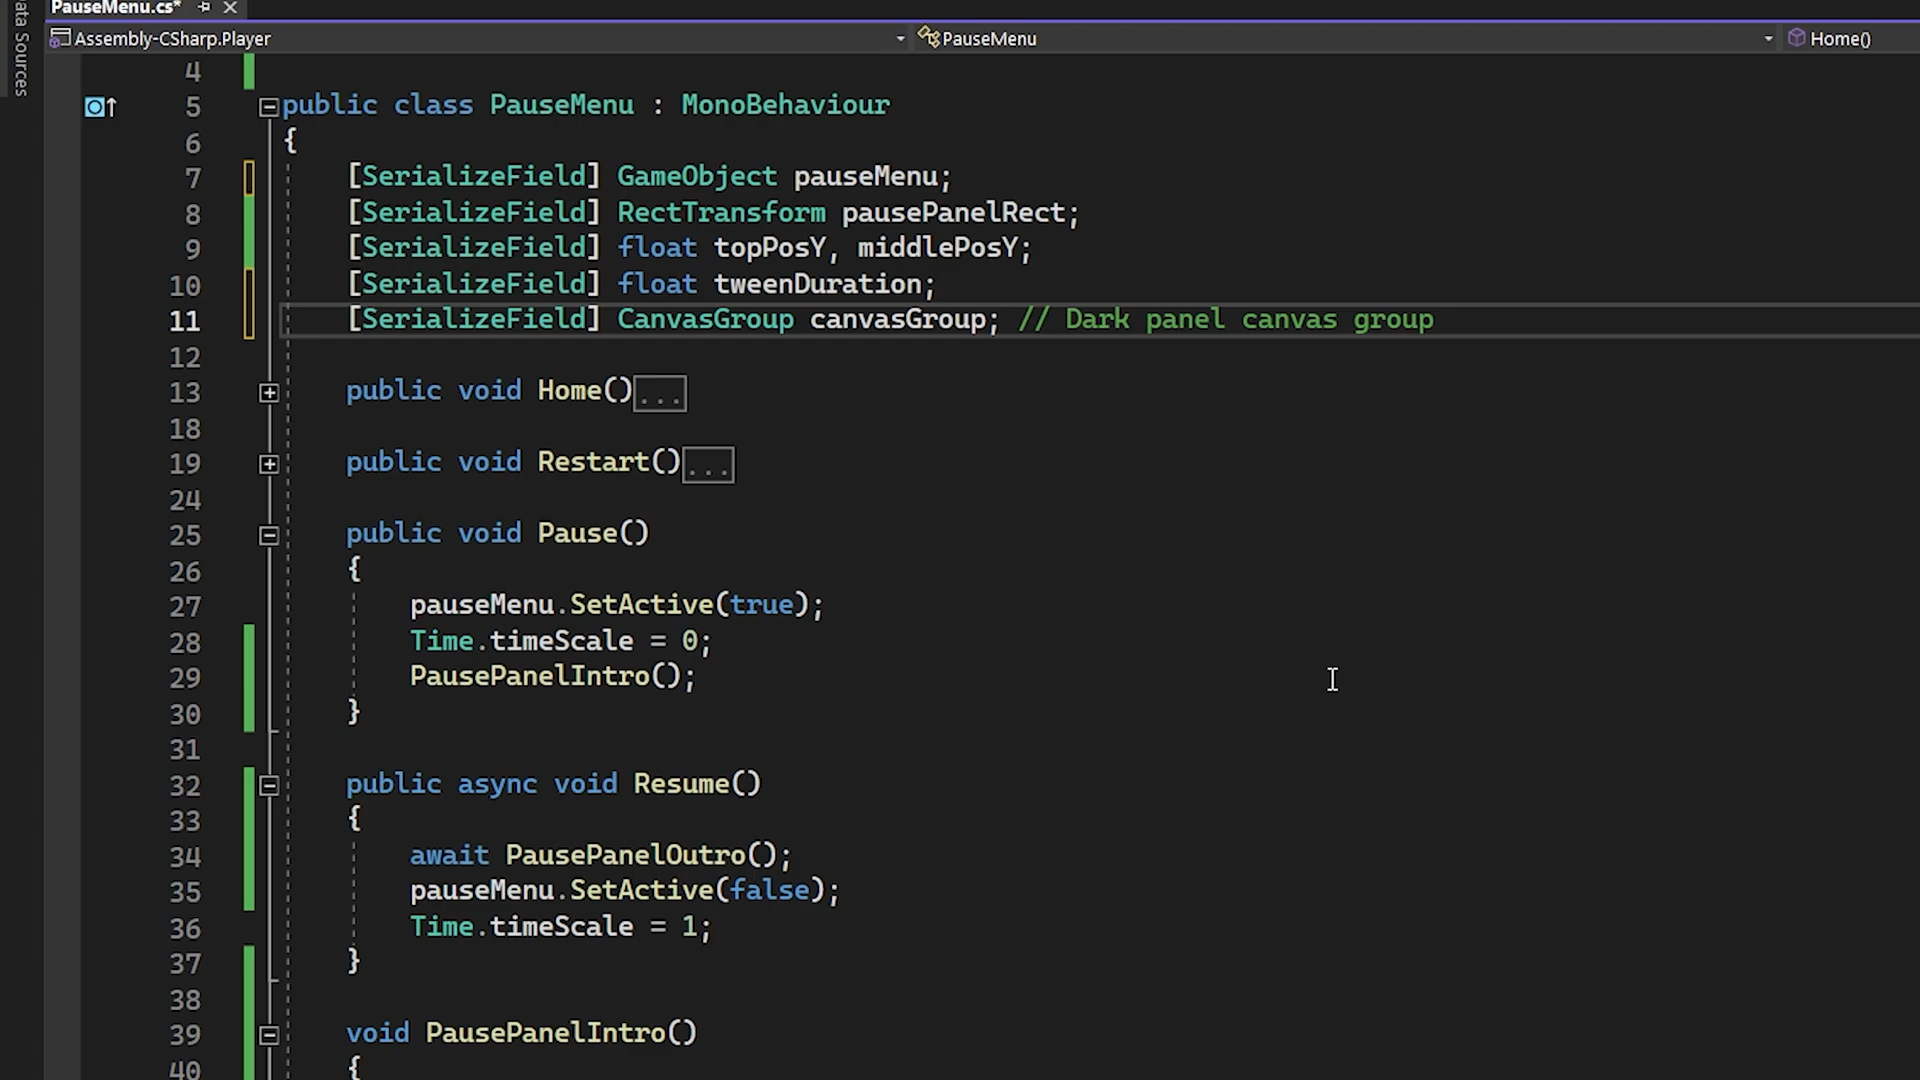 PauseMenu.cs*
Data Sources
Assembly-CSharp.Player PauseMenu Home()
4
5 public class PauseMenu : MonoBehaviour
6 {
7 [SerializeField] GameObject pauseMenu;
8 [SerializeField] RectTransform pausePanelRect;
9 [SerializeField] float topPosY, middlePosY;
10 [SerializeField] float tweenDuration;
11 [SerializeField] CanvasGroup canvasGroup; // Dark panel canvas group
12
13 public void Home()...
18
19 public void Restart()...
24
25 public void Pause()
26 {
27 pauseMenu.SetActive(true);
28 Time.timeScale = 0;
29 PausePanelIntro();
30 }
31
32 public async void Resume()
33 {
34 await PausePanelOutro();
35 pauseMenu.SetActive(false);
36 Time.timeScale = 1;
37 }
38
39 void PausePanelIntro()
40 {